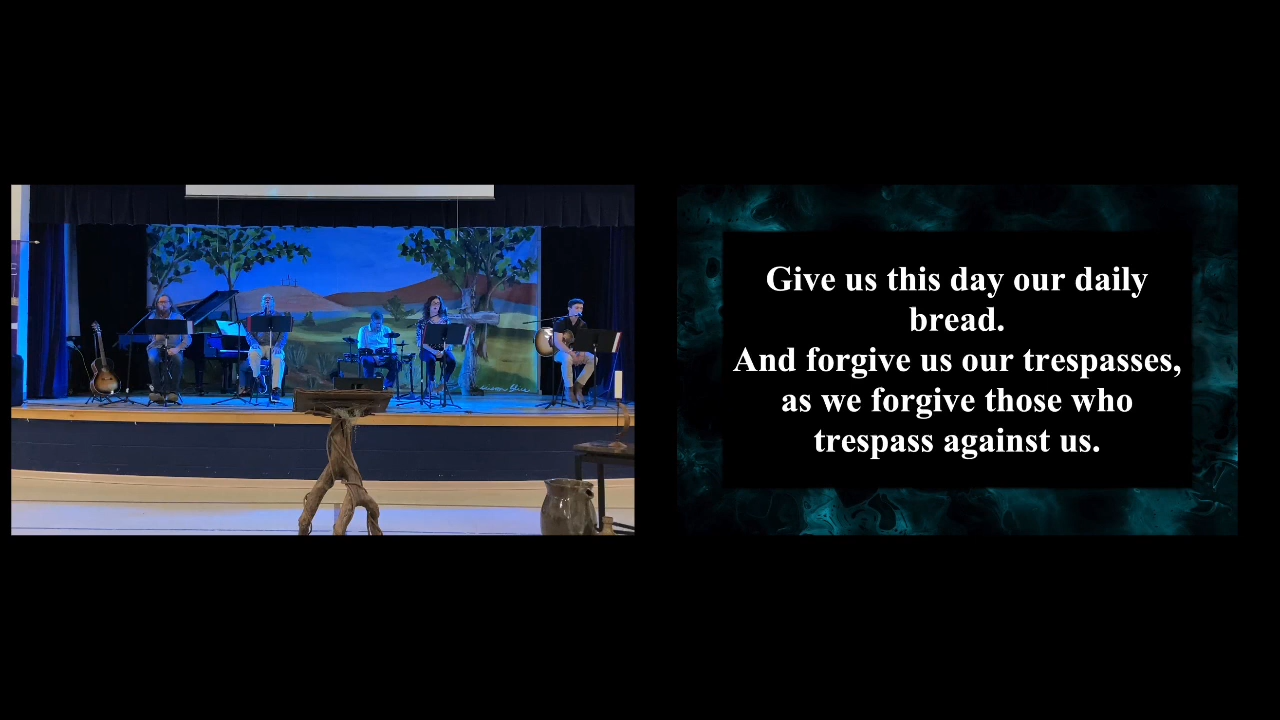 Give us this day our daily
bread.
And forgive us our trespasses,
as we forgive those who
trespass against us.